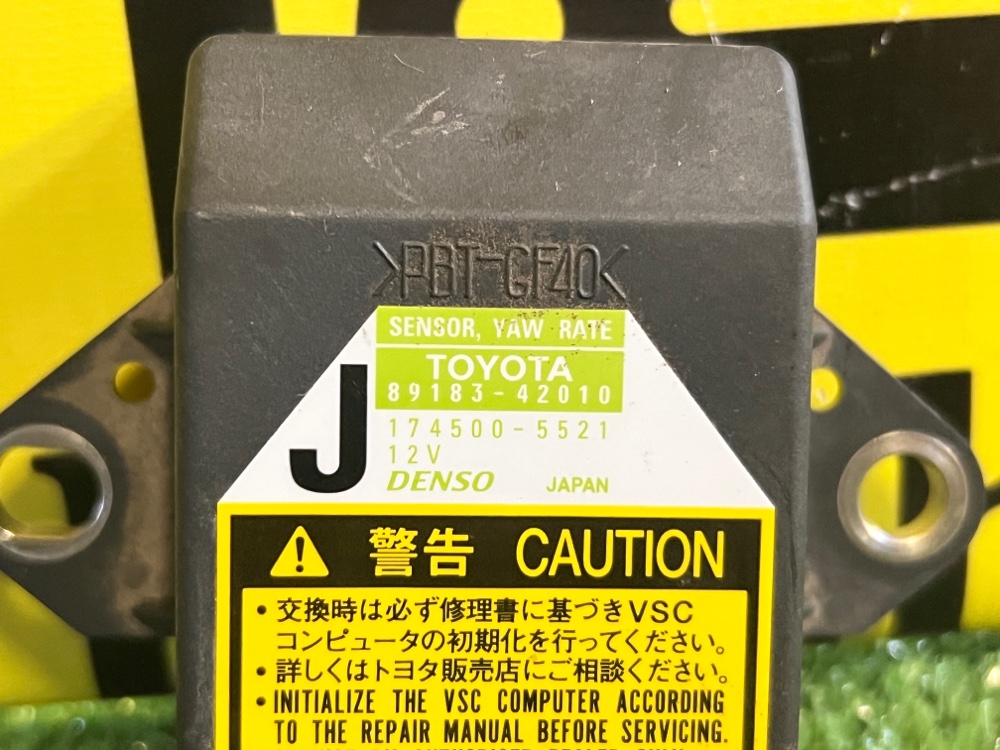 >PBT-GF40<
SENSOR, YAW RATE
TOYOTA
89183-42010
J
174500-5521
12V
DENSO JAPAN
警告 CAUTION
・交換時は必ず修理書に基づきVSC
コンピュータの初期化を行ってください。
・詳しくはトヨタ販売店にご相談ください。
・INITIALIZE THE VSC COMPUTER ACCORDING
TO THE REPAIR MANUAL BEFORE SERVICING.